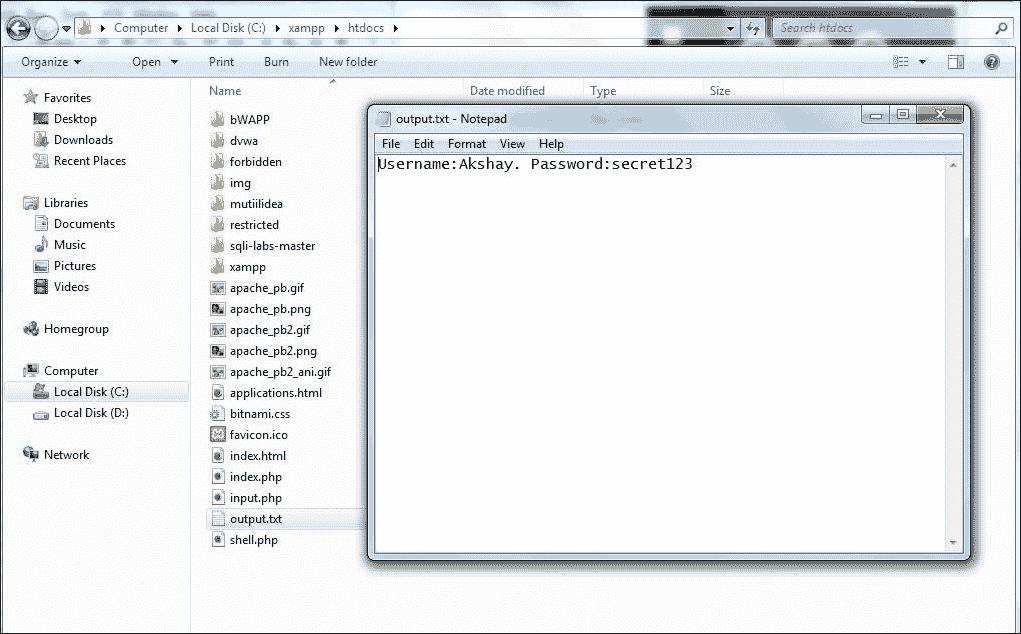 Computer Local Disk (C:) xampp htdocs
Search htdocs
Organize Open Print Burn New folder
Name Date modified Type Size
Favorites
Desktop
Downloads
Recent Places
Libraries
Documents
Music
Pictures
Videos
Homegroup
Computer
Local Disk (C:)
Local Disk (D:)
Network
bWAPP
dvwa
forbidden
img
mutiilidea
restricted
sqli-labs-master
xampp
apache_pb.gif
apache_pb.png
apache_pb2.gif
apache_pb2.png
apache_pb2_ani.gif
applications.html
bitnami.css
favicon.ico
index.html
index.php
input.php
output.txt
shell.php
output.txt - Notepad
File Edit Format View Help
Username:Akshay. Password:secret123